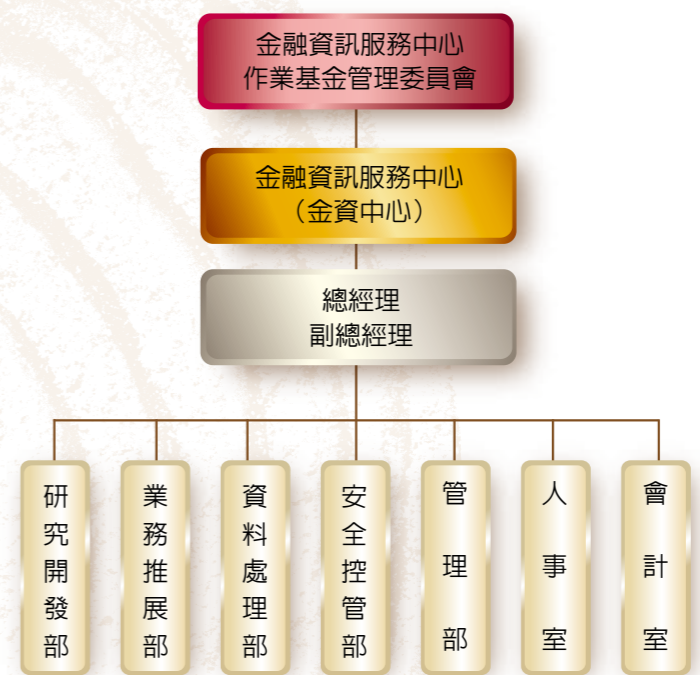 金融資訊服務中心
作業基金管理委員會
金融資訊服務中心
（金資中心）
總經理
副總經理
研究開發部
業務推展部
資料處理部
安全控管部
管理部
人事室
會計室